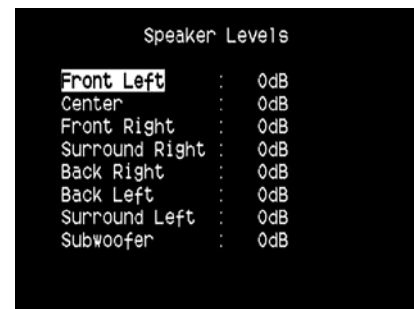 Speaker Levels
Front Left : 0dB
Center : 0dB
Front Right : 0dB
Surround Right : 0dB
Back Right : 0dB
Back Left : 0dB
Surround Left : 0dB
Subwoofer : 0dB